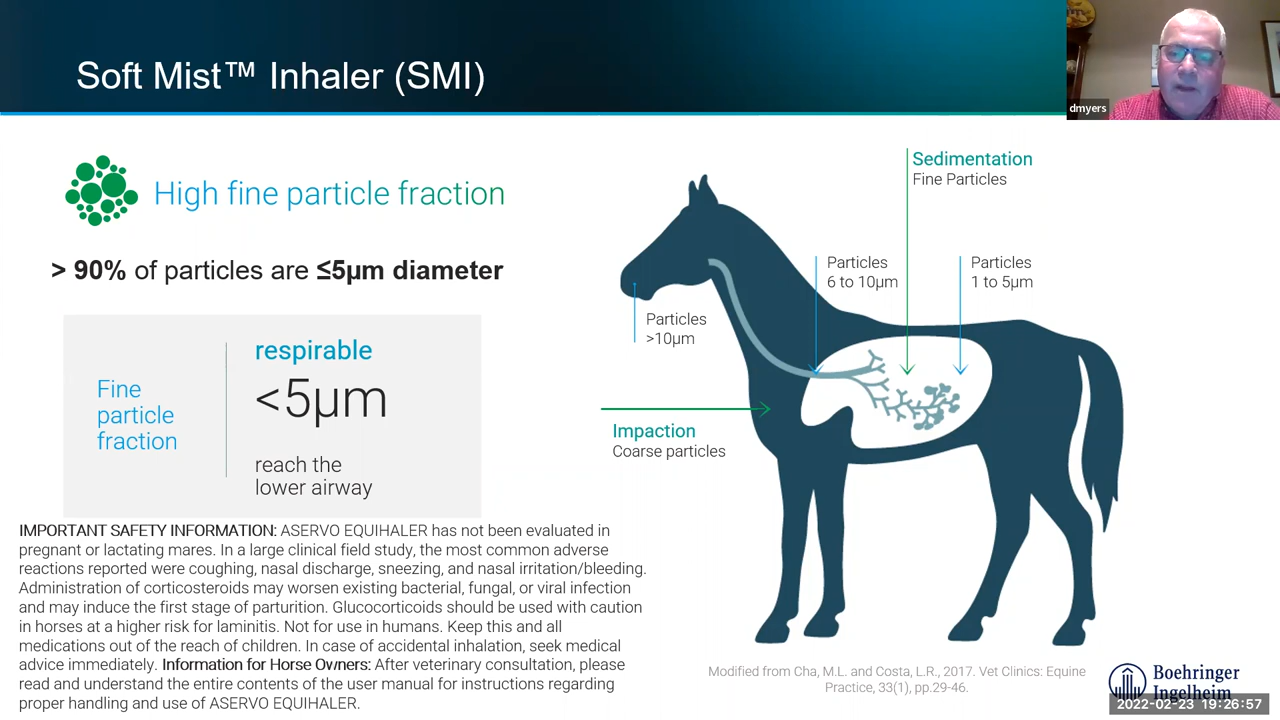 Soft Mist™ Inhaler (SMI)
dmyers
High fine particle fraction
> 90% of particles are ≤5µm diameter
Fine
particle
fraction
respirable
<5µm
reach the
lower airway
Sedimentation
Fine Particles
Particles
6 to 10µm
Particles
1 to 5µm
Particles
>10µm
Impaction
Coarse particles
IMPORTANT SAFETY INFORMATION: ASERVO EQUIHALER has not been evaluated in
pregnant or lactating mares. In a large clinical field study, the most common adverse
reactions reported were coughing, nasal discharge, sneezing, and nasal irritation/bleeding.
Administration of corticosteroids may worsen existing bacterial, fungal, or viral infection
and may induce the first stage of parturition. Glucocorticoids should be used with caution
in horses at a higher risk for laminitis. Not for use in humans. Keep this and all
medications out of the reach of children. In case of accidental inhalation, seek medical
advice immediately. Information for Horse Owners: After veterinary consultation, please
read and understand the entire contents of the user manual for instructions regarding
proper handling and use of ASERVO EQUIHALER.
Modified from Cha, M.L. and Costa, L.R., 2017. Vet Clinics: Equine
Practice, 33(1), pp.29-46.
Boehringer
Ingelheim
2022-02-23 19:26:57